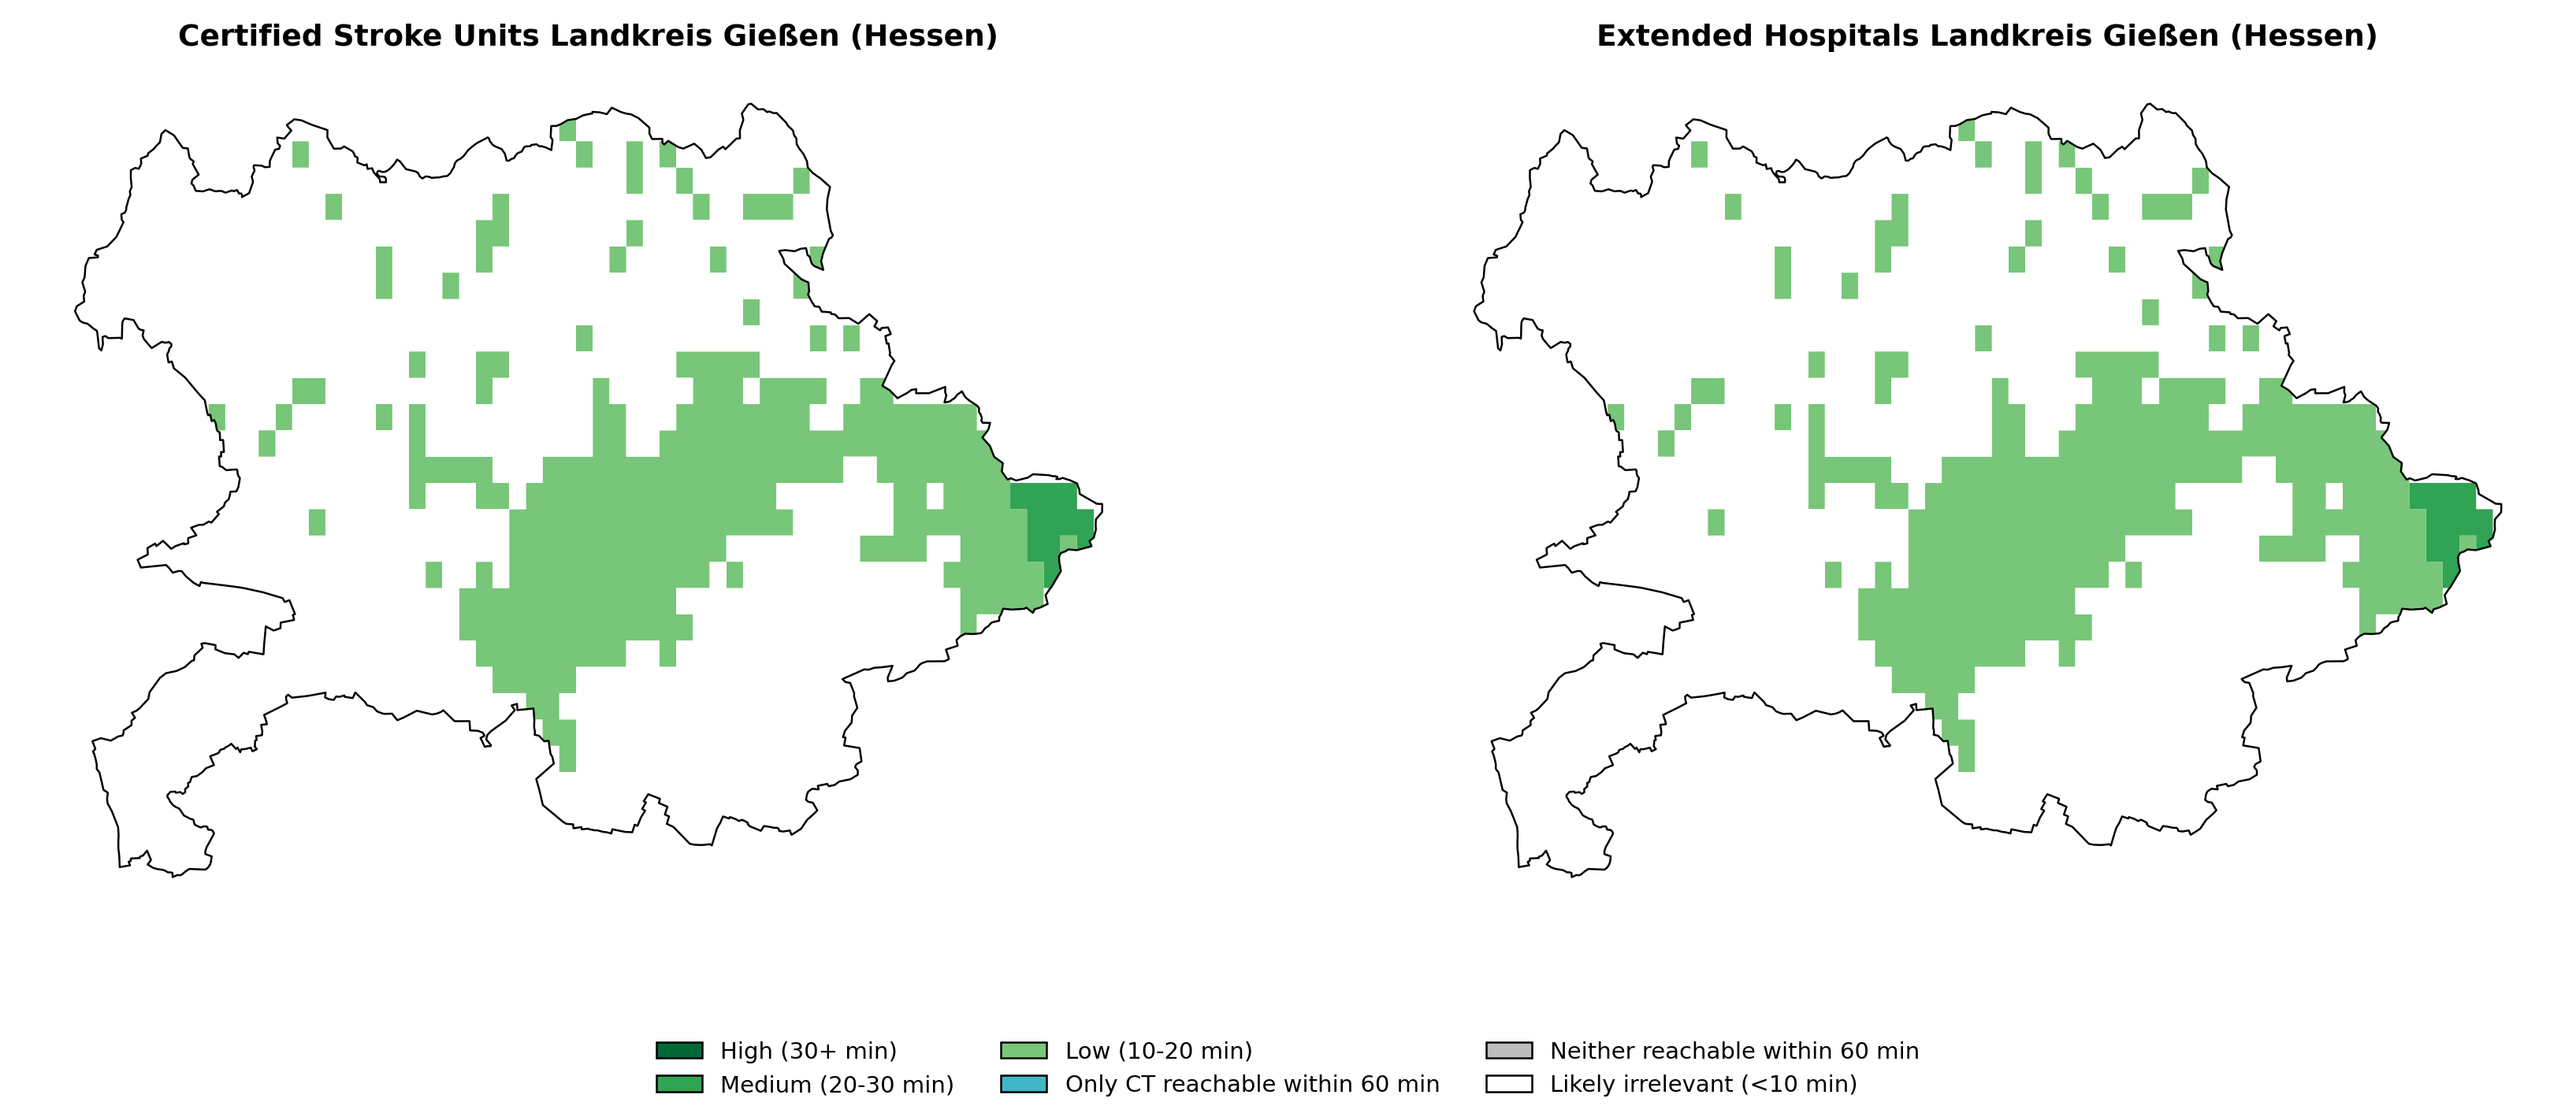 Certified Stroke Units Landkreis Gießen (Hessen)
Extended Hospitals Landkreis Gießen (Hessen)
High (30+ min)
Medium (20-30 min)
Low (10-20 min)
Only CT reachable within 60 min
Neither reachable within 60 min
Likely irrelevant (<10 min)